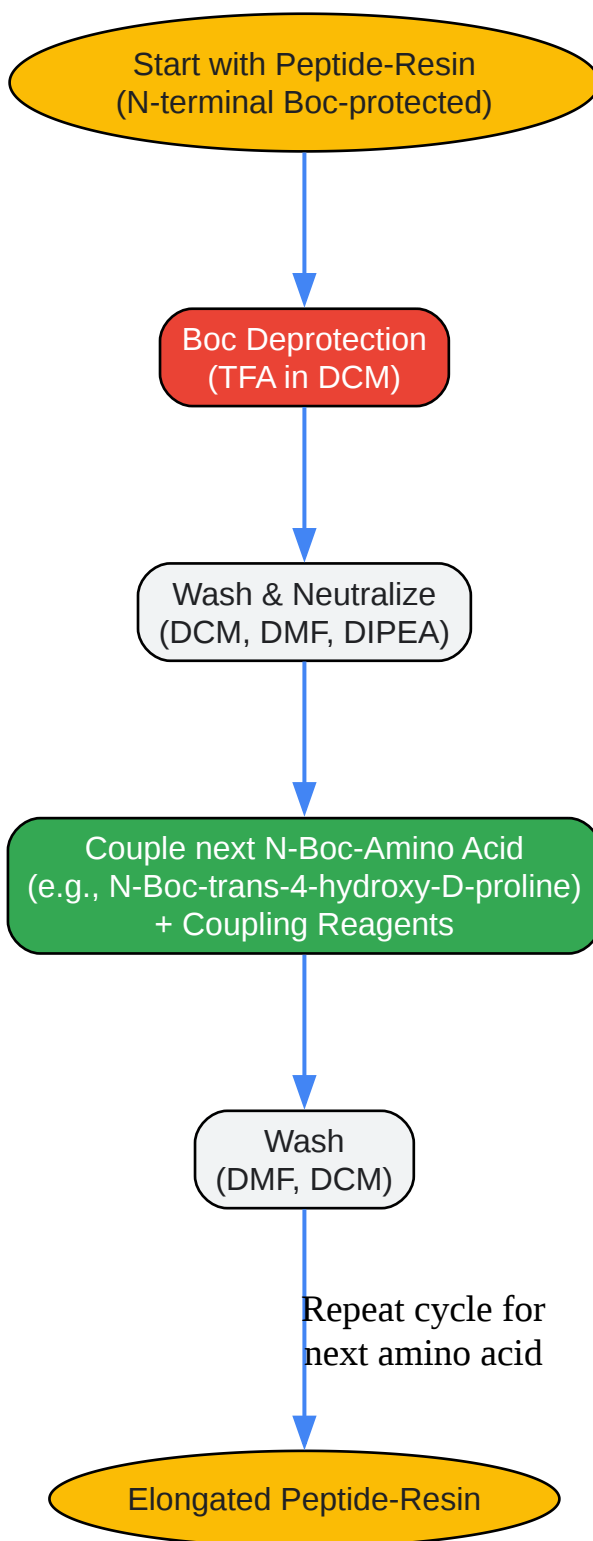 Start with Peptide-Resin
(N-terminal Boc-protected)
Boc Deprotection
(TFA in DCM)
Wash & Neutralize
(DCM, DMF, DIPEA)
Couple next N-Boc-Amino Acid
(e.g., N-Boc-trans-4-hydroxy-D-proline)
+ Coupling Reagents
Wash
(DMF, DCM)
Repeat cycle for
next amino acid
Elongated Peptide-Resin